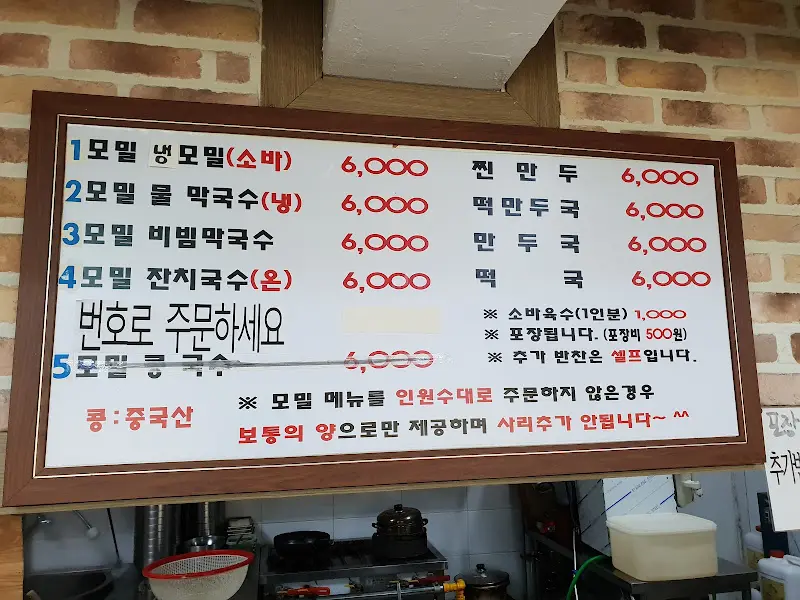 1모밀 냉모밀(소바) 6,000
2모밀 물 막국수(냉) 6,000
3모밀 비빔막국수 6,000
4모밀 잔치국수(온) 6,000
번호로 주문하세요
5모밀 콩 국수 6,000
찐 만 두 6,000
떡만두국 6,000
만 두 국 6,000
떡 국 6,000
※ 소바육수(1인분) 1,000
※ 포장됩니다. (포장비 500원)
※ 추가 반찬은 셀프입니다.
콩 : 중국산
※ 모밀 메뉴를 인원수대로 주문하지 않은경우
보통의 양으로만 제공하며 사리추가 안됩니다~ ^^
포장
추가